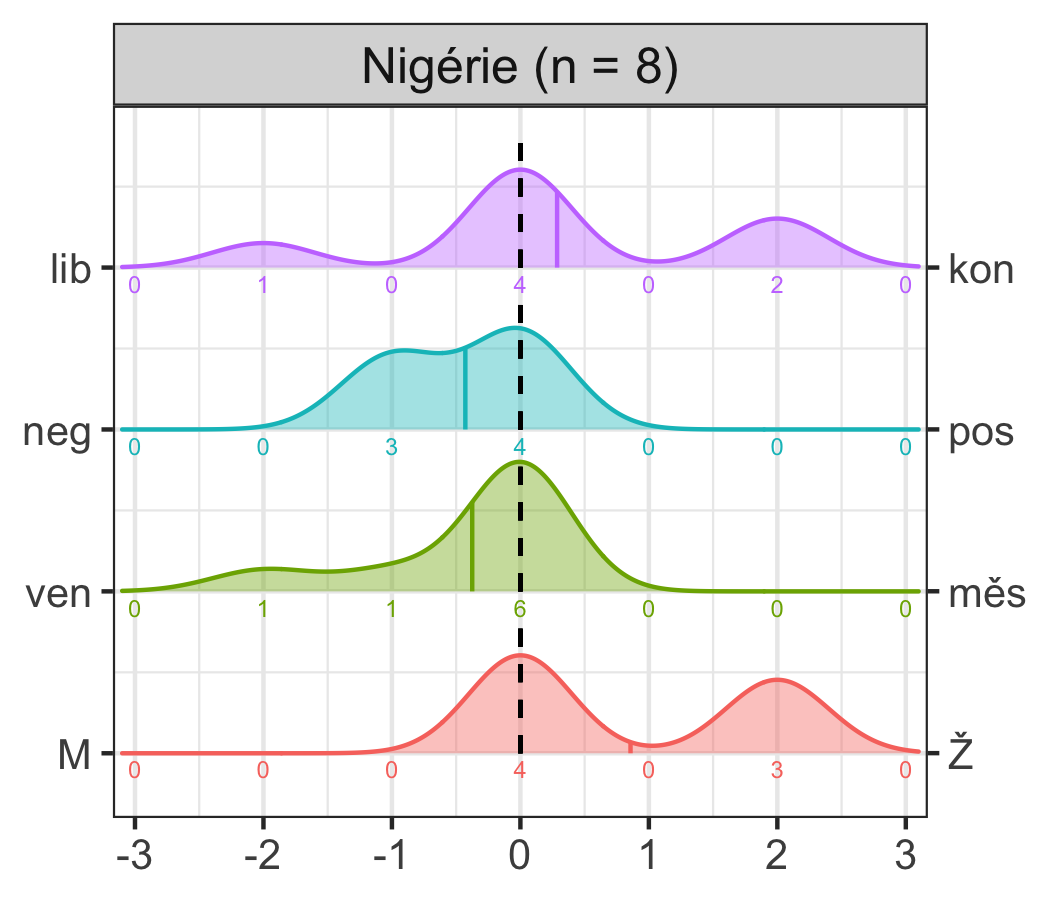 Nigérie (n = 8)
lib kon
0 1 0 4 0 2 0
neg pos
0 0 3 4 0 0 0
ven měs
0 1 1 6 0 0 0
M Ž
0 0 0 4 0 3 0
-3 -2 -1 0 1 2 3